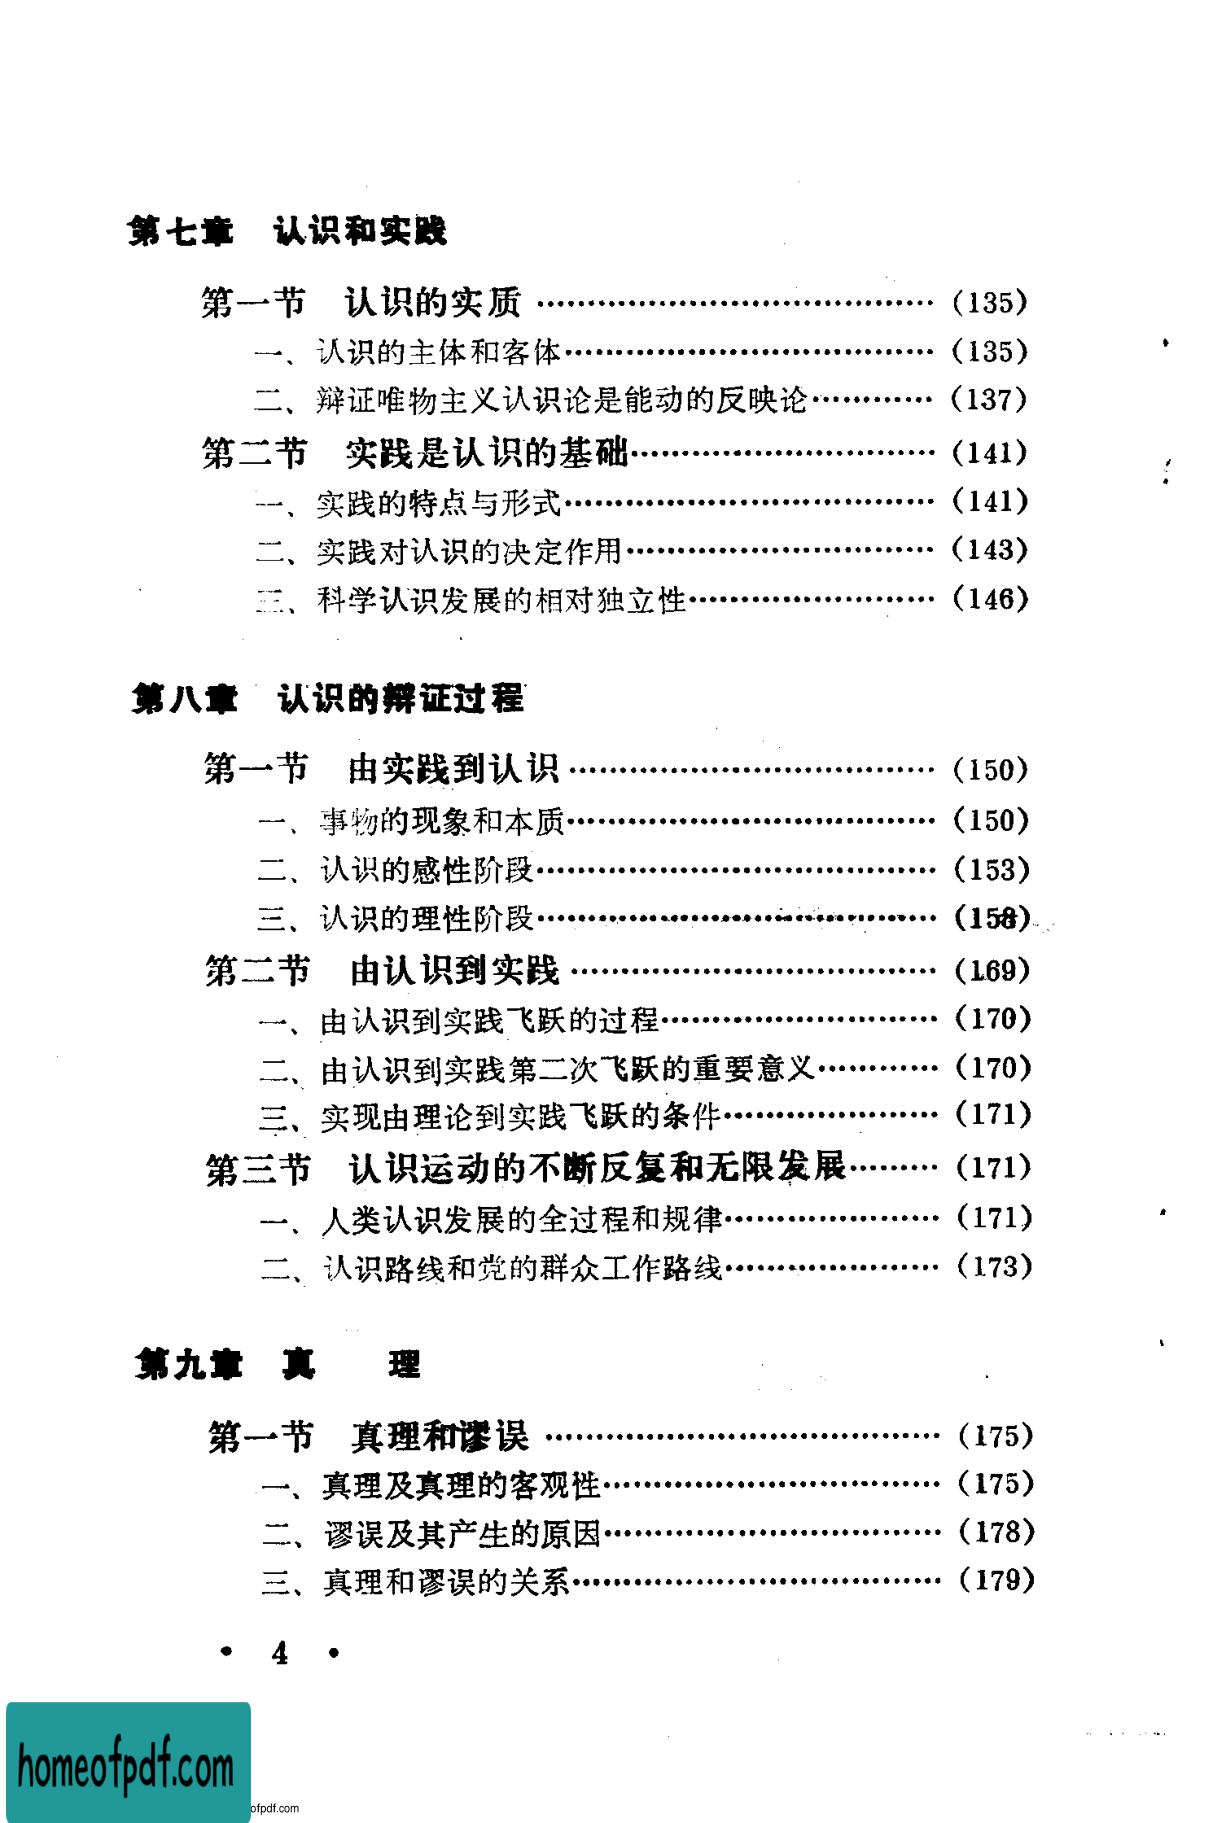 第七章　认识和实践
第一节　认识的实质……………………………………(135)
一、认识的主体和客体…………………………………(135)
二、辩证唯物主义认识论是能动的反映论…………(137)
第二节　实践是认识的基础……………………………(141)
一、实践的特点与形式…………………………………(141)
二、实践对认识的决定作用……………………………(143)
三、科学认识发展的相对独立性………………………(146)
第八章　认识的辩证过程
第一节　由实践到认识…………………………………(150)
一、事物的现象和本质…………………………………(150)
二、认识的感性阶段……………………………………(153)
三、认识的理性阶段……………………………………(158)
第二节　由认识到实践…………………………………(169)
一、由认识到实践飞跃的过程…………………………(170)
二、由认识到实践第二次飞跃的重要意义…………(170)
三、实现由理论到实践飞跃的条件……………………(171)
第三节　认识运动的不断反复和无限发展………(171)
一、人类认识发展的全过程和规律……………………(171)
二、认识路线和党的群众工作路线……………………(173)
第九章　真　　理
第一节　真理和谬误……………………………………(175)
一、真理及真理的客观性………………………………(175)
二、谬误及其产生的原因………………………………(178)
三、真理和谬误的关系…………………………………(179)
• 4 •
homeofpdf.com
ofpdf.com